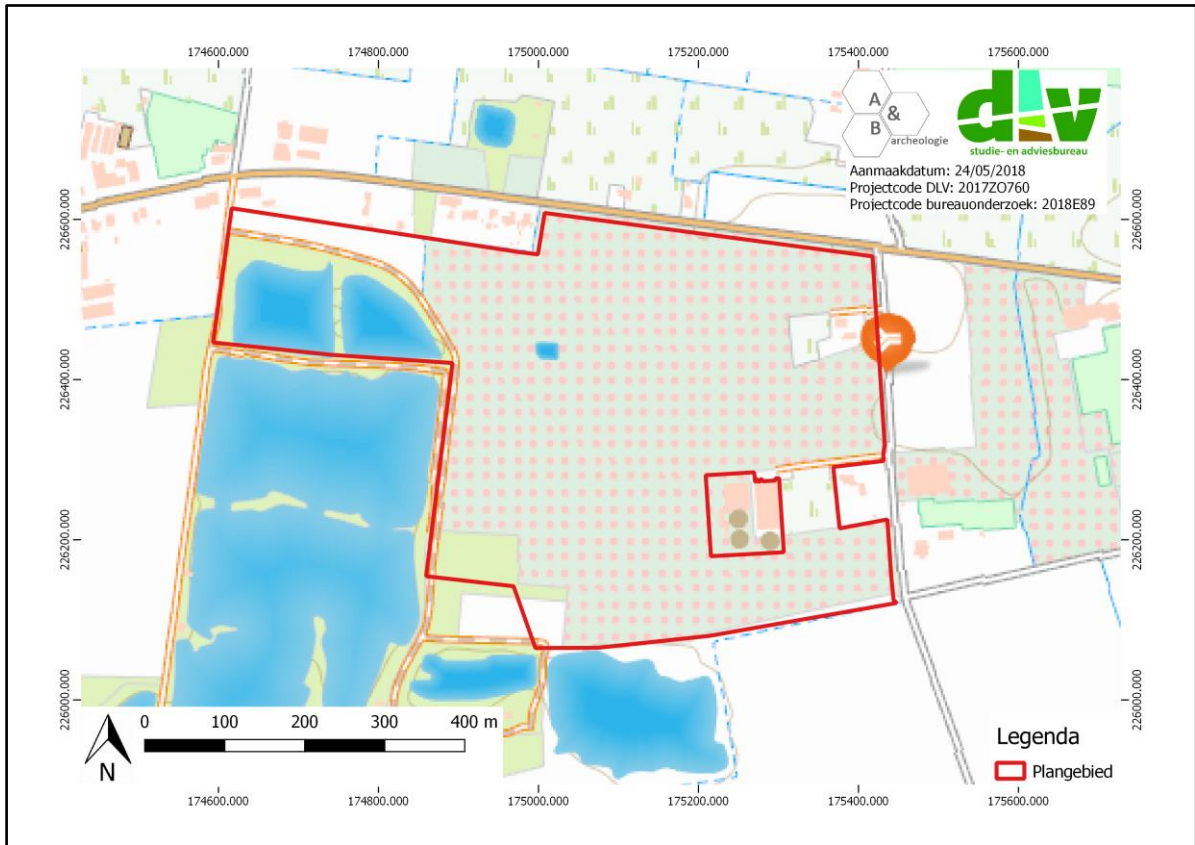 174600.000 174800.000 175000.000 175200.000 175400.000 175600.000
A
&
B
archeologie
dlv
studie- en adviesbureau
Aanmaakdatum: 24/05/2018
Projectcode DLV: 2017ZO760
Projectcode bureauonderzoek: 2018E89
226600.000 226600.000
226400.000 226400.000
226200.000 226200.000
226000.000 226000.000
0 100 200 300 400 m
N
Legenda
Plangebied
174600.000 174800.000 175000.000 175200.000 175400.000 175600.000